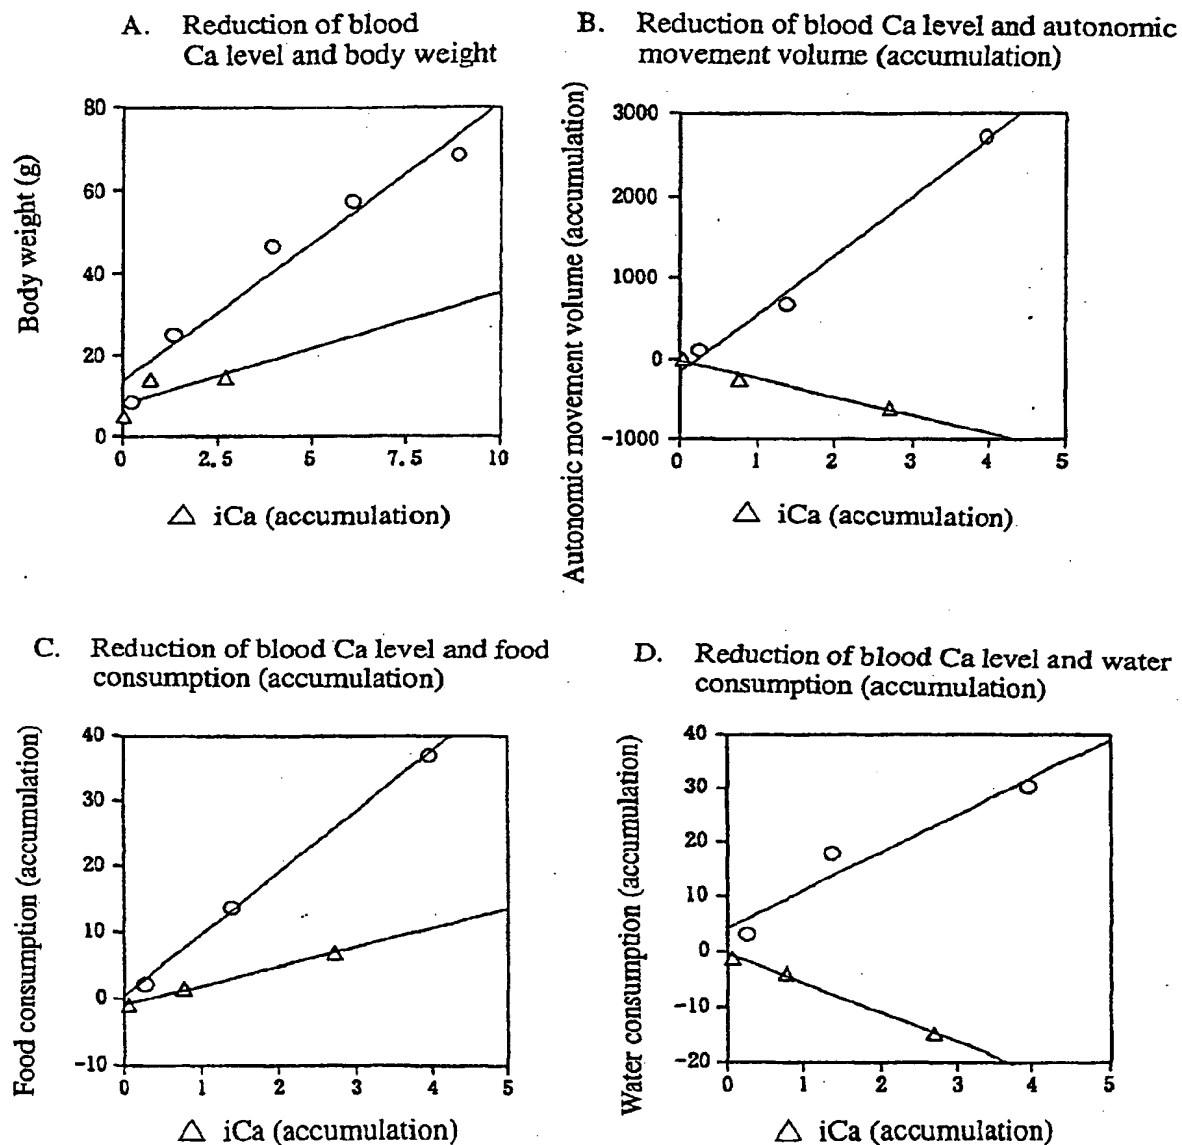 A. Reduction of blood
Ca level and body weight
80
60
40
20
0
Body weight (g)
0 2.5 5 7.5 10
△ iCa (accumulation)
B. Reduction of blood Ca level and autonomic
movement volume (accumulation)
3000
2000
1000
0
-1000
Autonomic movement volume (accumulation)
0 1 2 3 4 5
△ iCa (accumulation)
C. Reduction of blood Ca level and food
consumption (accumulation)
40
30
20
10
0
-10
Food consumption (accumulation)
0 1 2 3 4 5
△ iCa (accumulation)
D. Reduction of blood Ca level and water
consumption (accumulation)
40
30
20
10
0
-10
-20
Water consumption (accumulation)
0 1 2 3 4 5
△ iCa (accumulation)